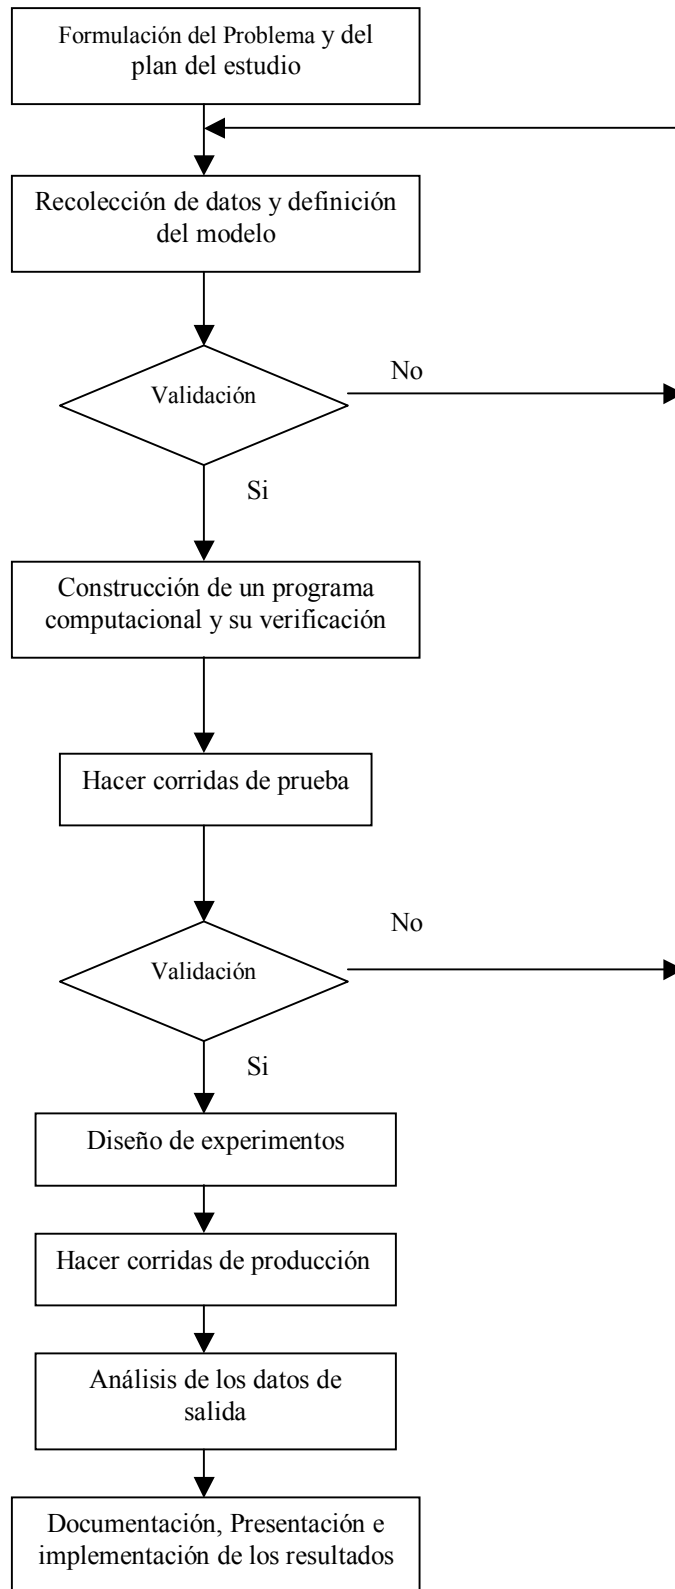 Formulación del Problema y del
plan del estudio
Recolección de datos y definición
del modelo
Validación
No
Si
Construcción de un programa
computacional y su verificación
Hacer corridas de prueba
Validación
No
Si
Diseño de experimentos
Hacer corridas de producción
Análisis de los datos de
salida
Documentación, Presentación e
implementación de los resultados